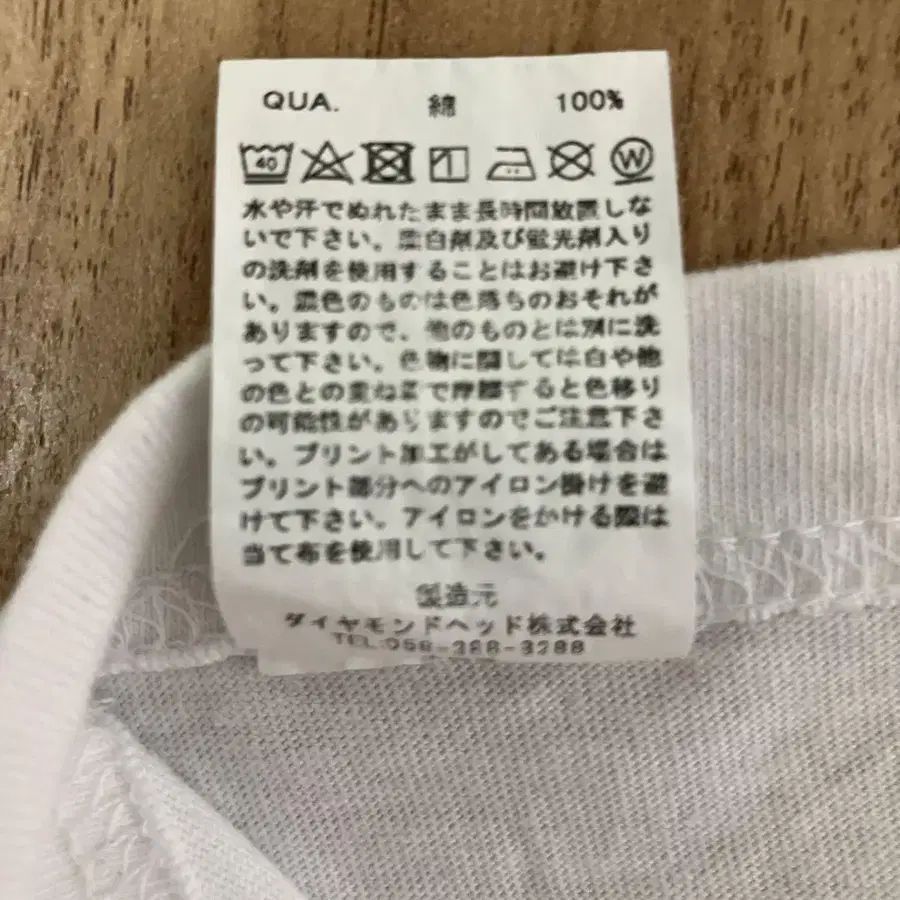 QUA. 綿 100%
40 W
水や汗でぬれたまま長時間放置しな
いで下さい。漂白剤及び蛍光剤入り
の洗剤を使用することはお避け下さ
い。濃色のものは色落ちのおそれが
ありますので、他のものとは別に洗
って下さい。色物に関しては白や他
の色との重ね着で摩擦すると色移り
の可能性がありますのでご注意下さ
い。プリント加工がしてある場合は
プリント部分へのアイロン掛けを避
けて下さい。アイロンをかける際は
当て布を使用して下さい。
製造元
ダイヤモンドヘッド株式会社
TEL:058-388-3288